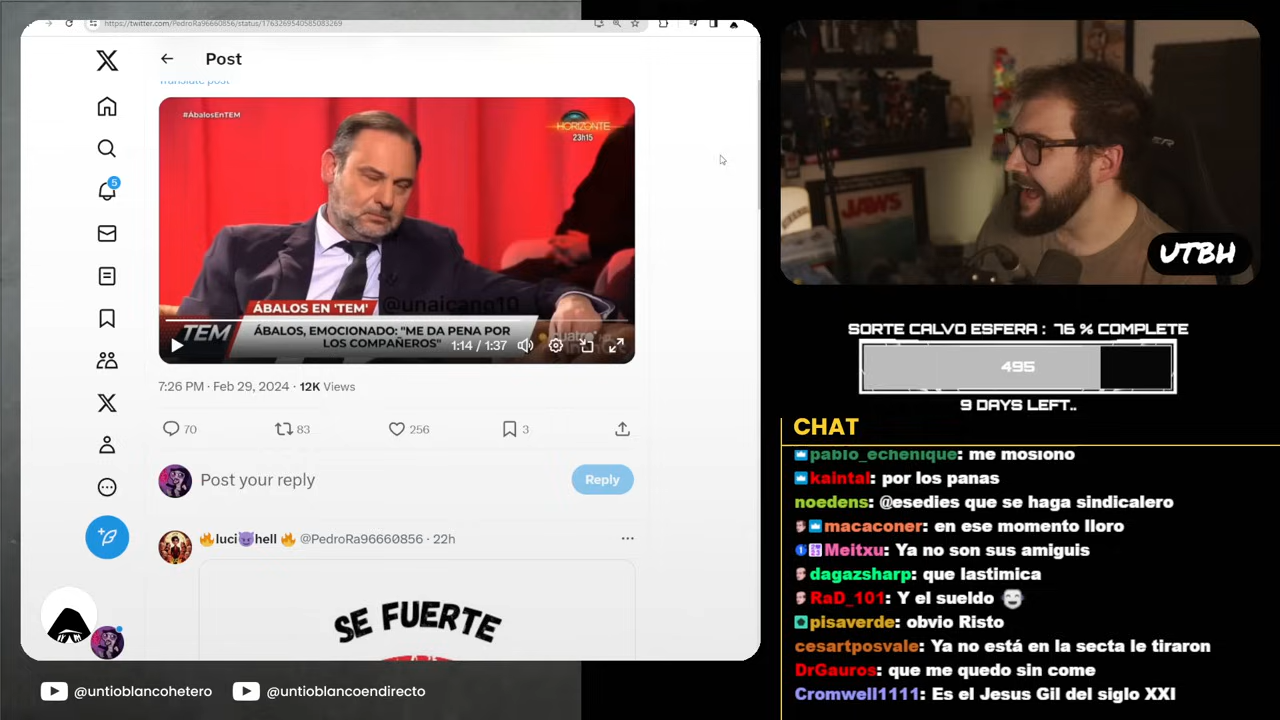 https://twitter.com/PedroRa96660856/status/1763269540585083269
Post
Translate post
#ÁbalosEnTEM
HORIZONTE
23h15
@unaicano10
ÁBALOS EN 'TEM'
TEM
ÁBALOS, EMOCIONADO: "ME DA PENA POR
LOS COMPAÑEROS"
1:14 / 1:37
cuatro
7:26 PM · Feb 29, 2024 · 12K Views
70
83
256
3
5
Post your reply
Reply
🔥luci😈hell 🔥 @PedroRa96660856 · 22h
SE FUERTE
@untioblancohetero
@untioblancoendirecto
JAWS
UTBH
SORTE CALVO ESFERA : 76 % COMPLETE
495
9 DAYS LEFT..
CHAT
pablo_echenique: me mosiono
kaintal: por los panas
noedens: @esedies que se haga sindicalero
macaconer: en ese momento lloro
Meitxu: Ya no son sus amiguis
dagazsharp: que lastimica
RaD_101: Y el sueldo
pisaverde: obvio Risto
cesartposvale: Ya no está en la secta le tiraron
DrGauros: que me quedo sin come
Cromwell1111: Es el Jesus Gil del siglo XXI